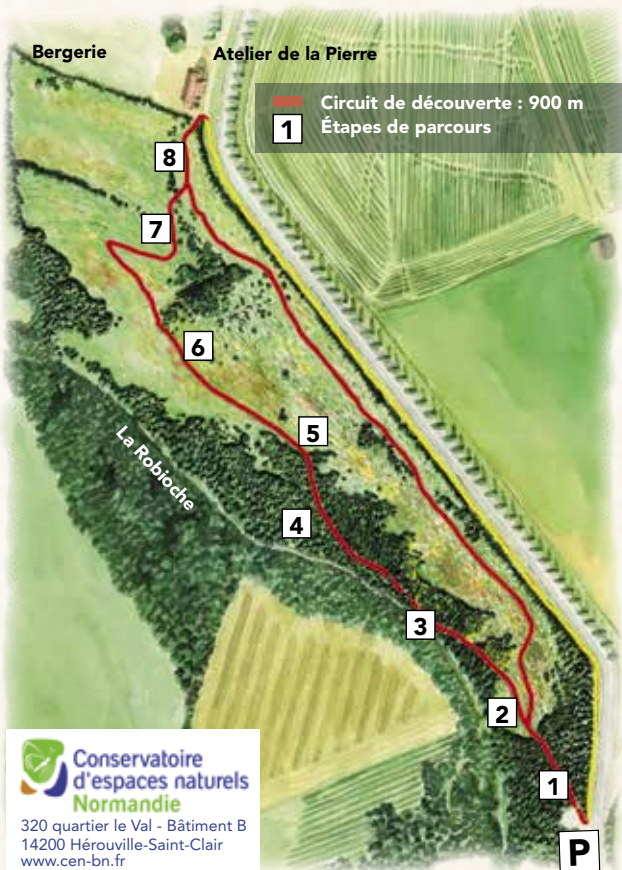 Bergerie
Atelier de la Pierre
Circuit de découverte : 900 m
1 Étapes de parcours
8
7
6
5
La Robioche
4
3
2
1
P
Conservatoire
d'espaces naturels
Normandie
320 quartier le Val - Bâtiment B
14200 Hérouville-Saint-Clair
www.cen-bn.fr